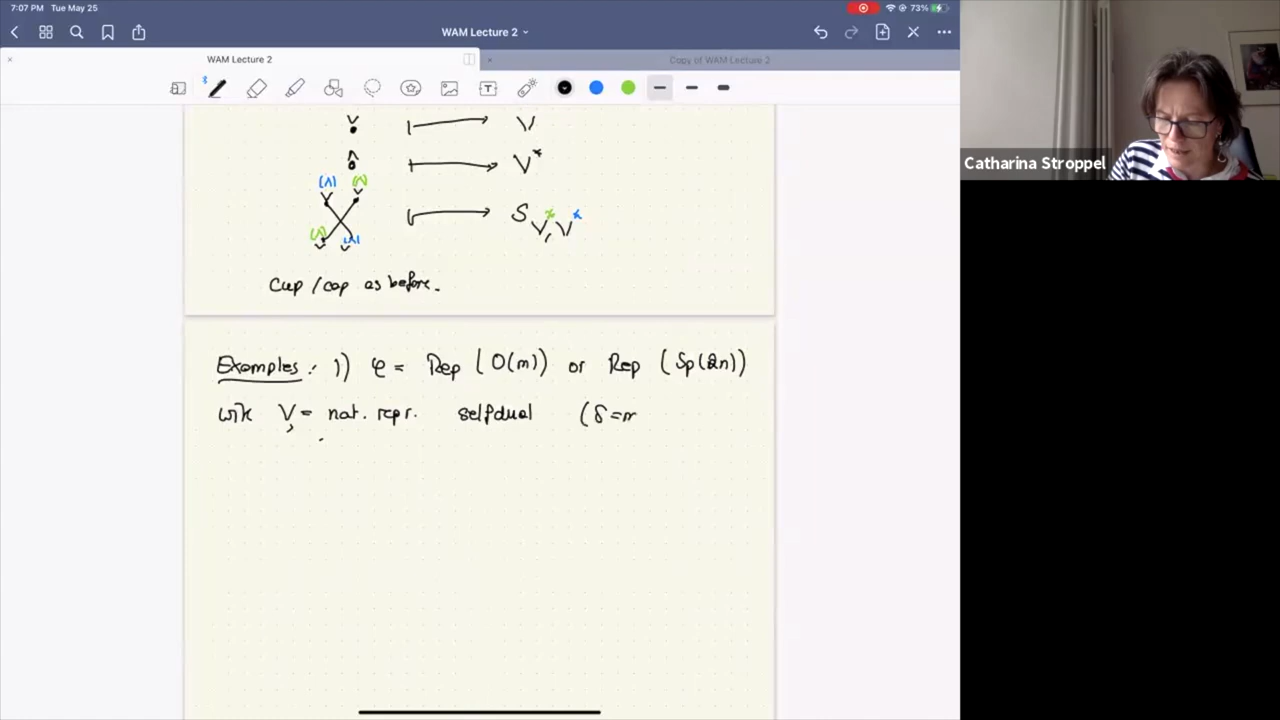 7:07 PM Tue May 25
73%
WAM Lecture 2
WAM Lecture 2
Copy of WAM Lecture 2
Catharina Stroppel
V
V*
(∧) (∧)
S V*, V*
(∧) (∧)
Cup / cap as before.
Examples: 1) φ = Rep (O(m)) or Rep (Sp(2n))
with V = nat. repr. selfdual (δ=m